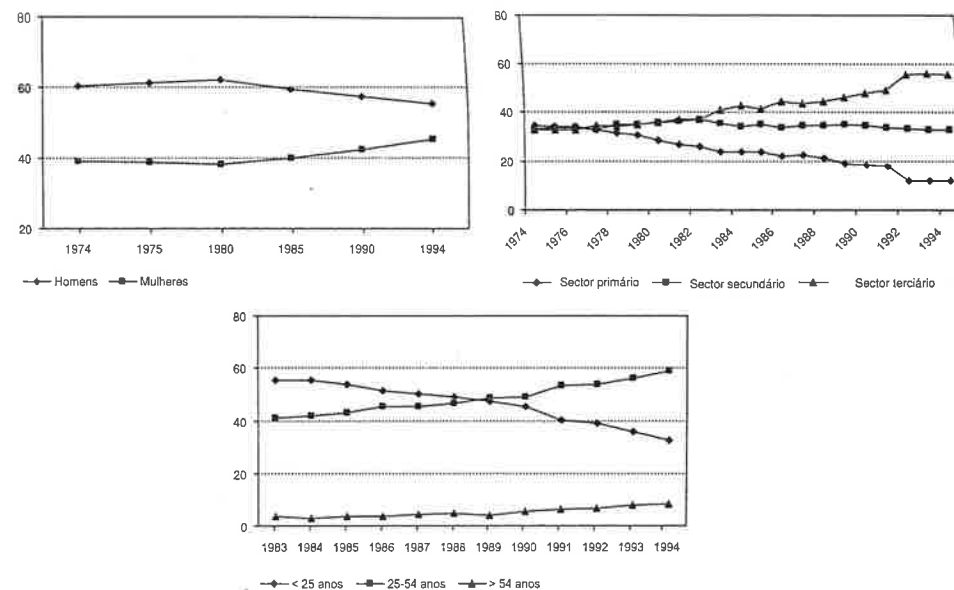 80
60
40
20
1974 1975 1980 1985 1990 1994
Homens Mulheres
80
60
40
20
0
1974 1976 1978 1980 1982 1984 1986 1988 1990 1992 1994
Sector primário Sector secundário Sector terciário
80
60
40
20
0
1983 1984 1985 1986 1987 1988 1989 1990 1991 1992 1993 1994
< 25 anos 25-54 anos > 54 anos